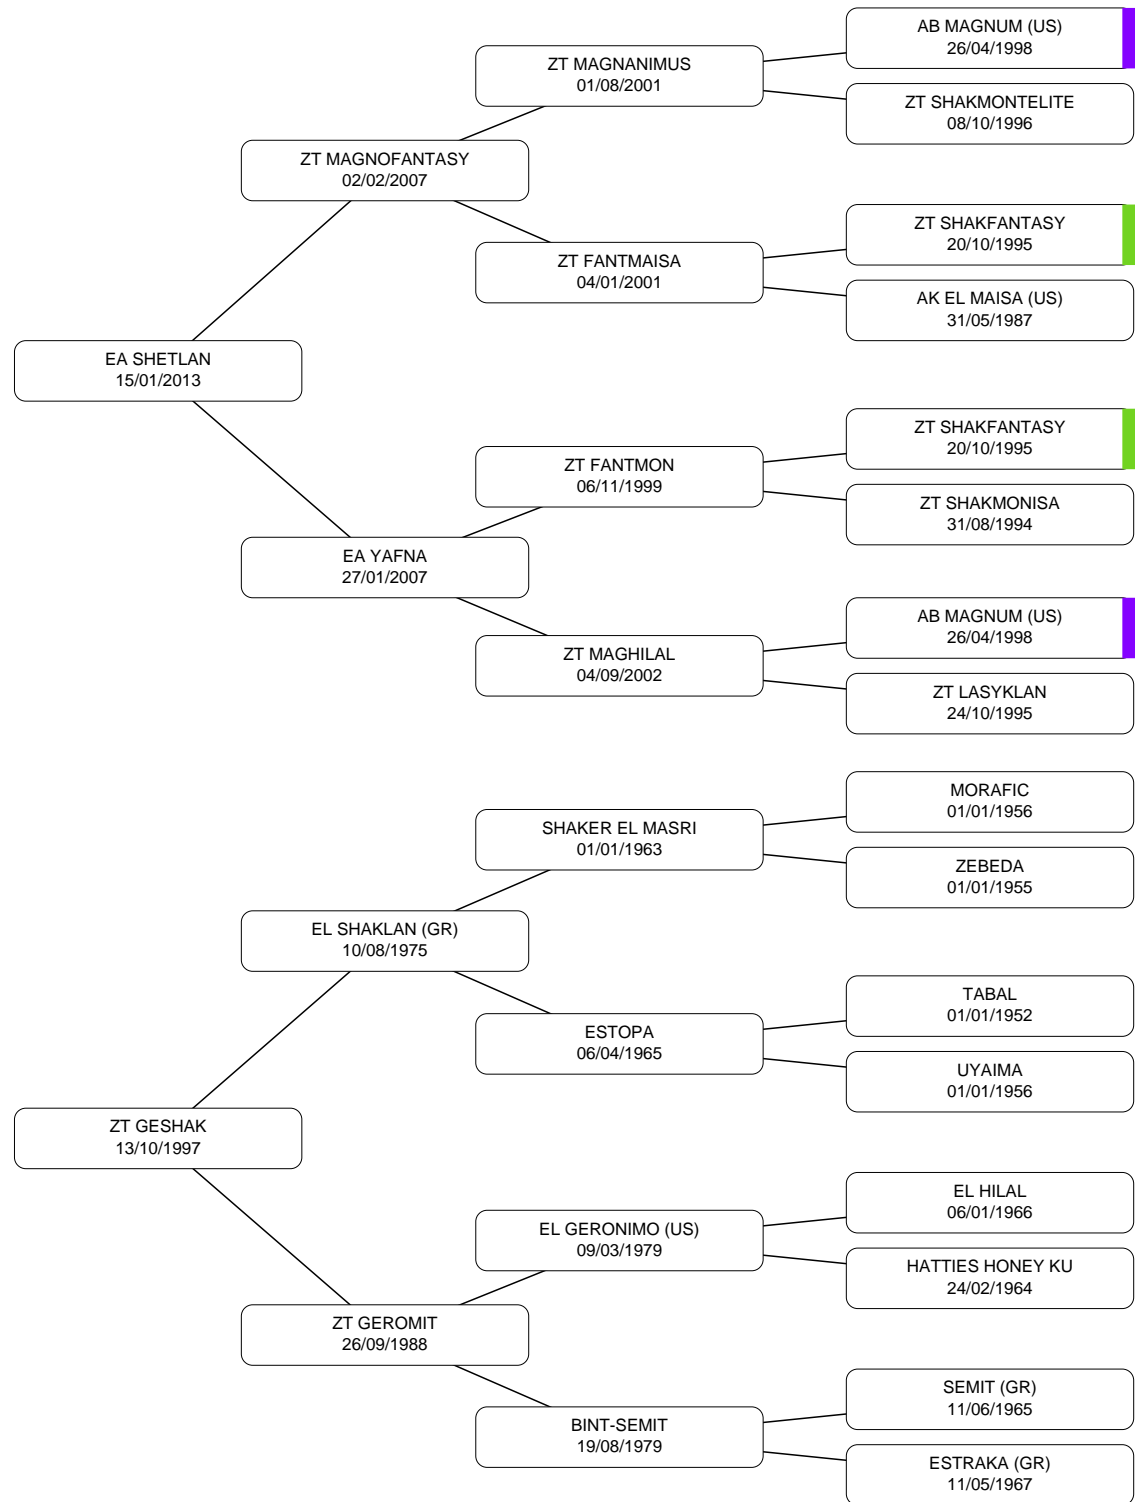 AB MAGNUM (US)
26/04/1998
ZT MAGNANIMUS
01/08/2001
ZT SHAKMONTELITE
08/10/1996
ZT MAGNOFANTASY
02/02/2007
ZT SHAKFANTASY
20/10/1995
ZT FANTMAISA
04/01/2001
AK EL MAISA (US)
31/05/1987
EA SHETLAN
15/01/2013
ZT SHAKFANTASY
20/10/1995
ZT FANTMON
06/11/1999
ZT SHAKMONISA
31/08/1994
EA YAFNA
27/01/2007
AB MAGNUM (US)
26/04/1998
ZT MAGHILAL
04/09/2002
ZT LASYKLAN
24/10/1995
MORAFIC
01/01/1956
SHAKER EL MASRI
01/01/1963
ZEBEDA
01/01/1955
EL SHAKLAN (GR)
10/08/1975
TABAL
01/01/1952
ESTOPA
06/04/1965
UYAIMA
01/01/1956
ZT GESHAK
13/10/1997
EL HILAL
06/01/1966
EL GERONIMO (US)
09/03/1979
HATTIES HONEY KU
24/02/1964
ZT GEROMIT
26/09/1988
SEMIT (GR)
11/06/1965
BINT-SEMIT
19/08/1979
ESTRAKA (GR)
11/05/1967